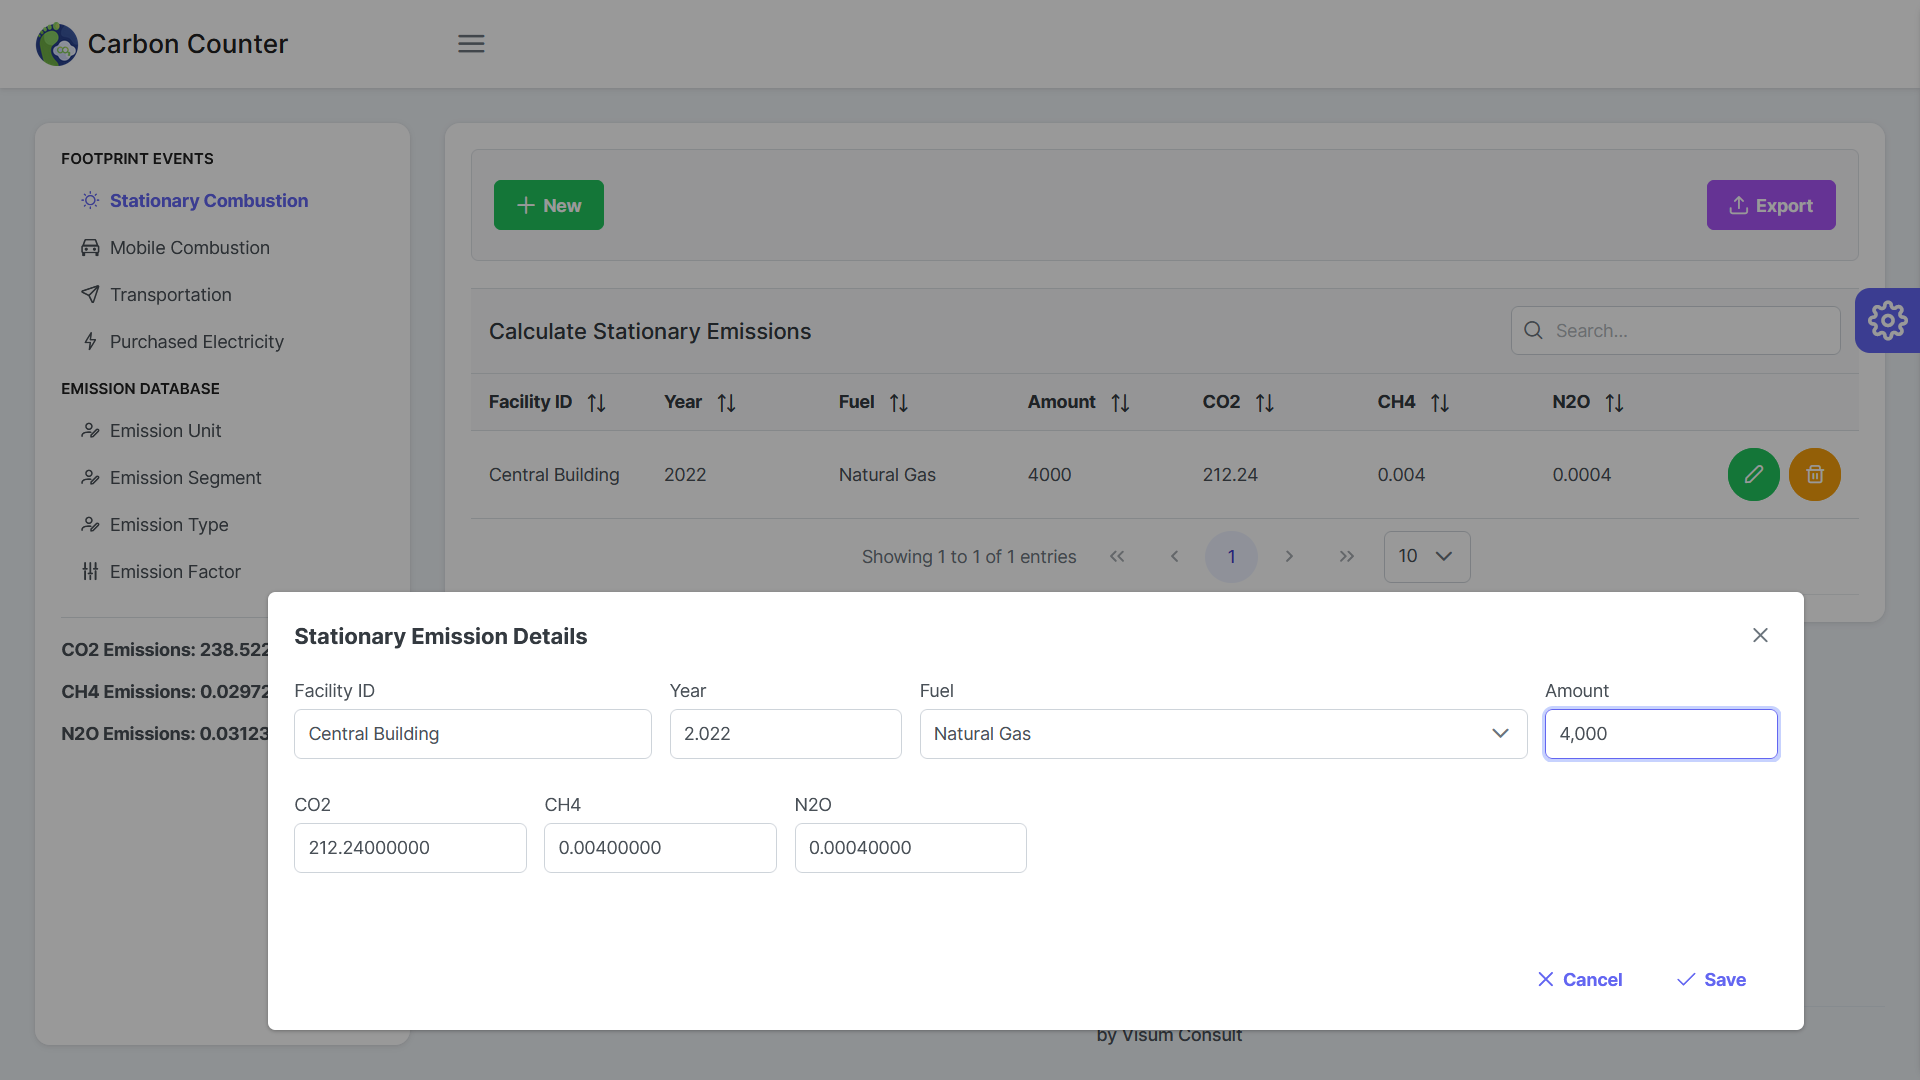 Carbon Counter
FOOTPRINT EVENTS
Stationary Combustion
Mobile Combustion
Transportation
Purchased Electricity
EMISSION DATABASE
Emission Unit
Emission Segment
Emission Type
Emission Factor
CO2 Emissions: 238.522
CH4 Emissions: 0.02972
N2O Emissions: 0.03123
New
Export
Calculate Stationary Emissions
Search...
Facility ID Year Fuel Amount CO2 CH4 N2O
Central Building 2022 Natural Gas 4000 212.24 0.004 0.0004
Showing 1 to 1 of 1 entries 1 10
Stationary Emission Details
Facility ID Year Fuel Amount
Central Building 2.022 Natural Gas 4,000
CO2 CH4 N2O
212.24000000 0.00400000 0.00040000
Cancel Save
by Visum Consult